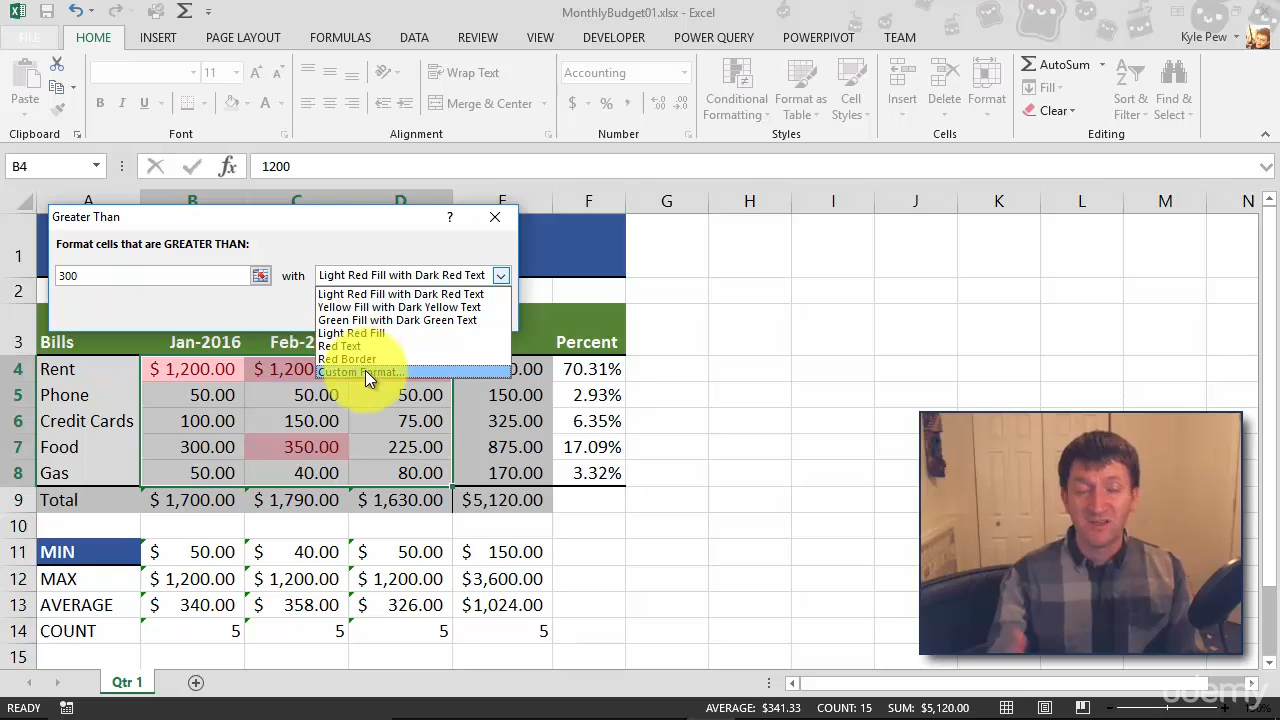 MonthlyBudget01.xlsx - Excel
FILE HOME INSERT PAGE LAYOUT FORMULAS DATA REVIEW VIEW DEVELOPER POWER QUERY POWERPIVOT TEAM Kyle Pew
Paste
11 A A
B I U A
Wrap Text
Merge & Center
Accounting
$ % ,
Conditional Formatting Format as Table Cell Styles
Insert Delete Format
AutoSum
Fill
Clear
Sort & Filter Find & Select
Clipboard Font Alignment Number Styles Cells Editing
B4 fx 1200
A B C D E F G H I J K L M N
Greater Than ?
Format cells that are GREATER THAN:
300 with Light Red Fill with Dark Red Text
Light Red Fill with Dark Red Text
Yellow Fill with Dark Yellow Text
Green Fill with Dark Green Text
Light Red Fill
Red Text
Red Border
Custom Format...
1
2
3 Bills Jan-2016 Feb-2 Percent
4 Rent $ 1,200.00 $ 1,200 0.00 70.31%
5 Phone 50.00 50.00 50.00 150.00 2.93%
6 Credit Cards 100.00 150.00 75.00 325.00 6.35%
7 Food 300.00 350.00 225.00 875.00 17.09%
8 Gas 50.00 40.00 80.00 170.00 3.32%
9 Total $ 1,700.00 $ 1,790.00 $ 1,630.00 $5,120.00
10
11 MIN $ 50.00 $ 40.00 $ 50.00 $ 150.00
12 MAX $ 1,200.00 $ 1,200.00 $ 1,200.00 $3,600.00
13 AVERAGE $ 340.00 $ 358.00 $ 326.00 $1,024.00
14 COUNT 5 5 5 5
15
Qtr 1
READY AVERAGE: $341.33 COUNT: 15 SUM: $5,120.00
udemy